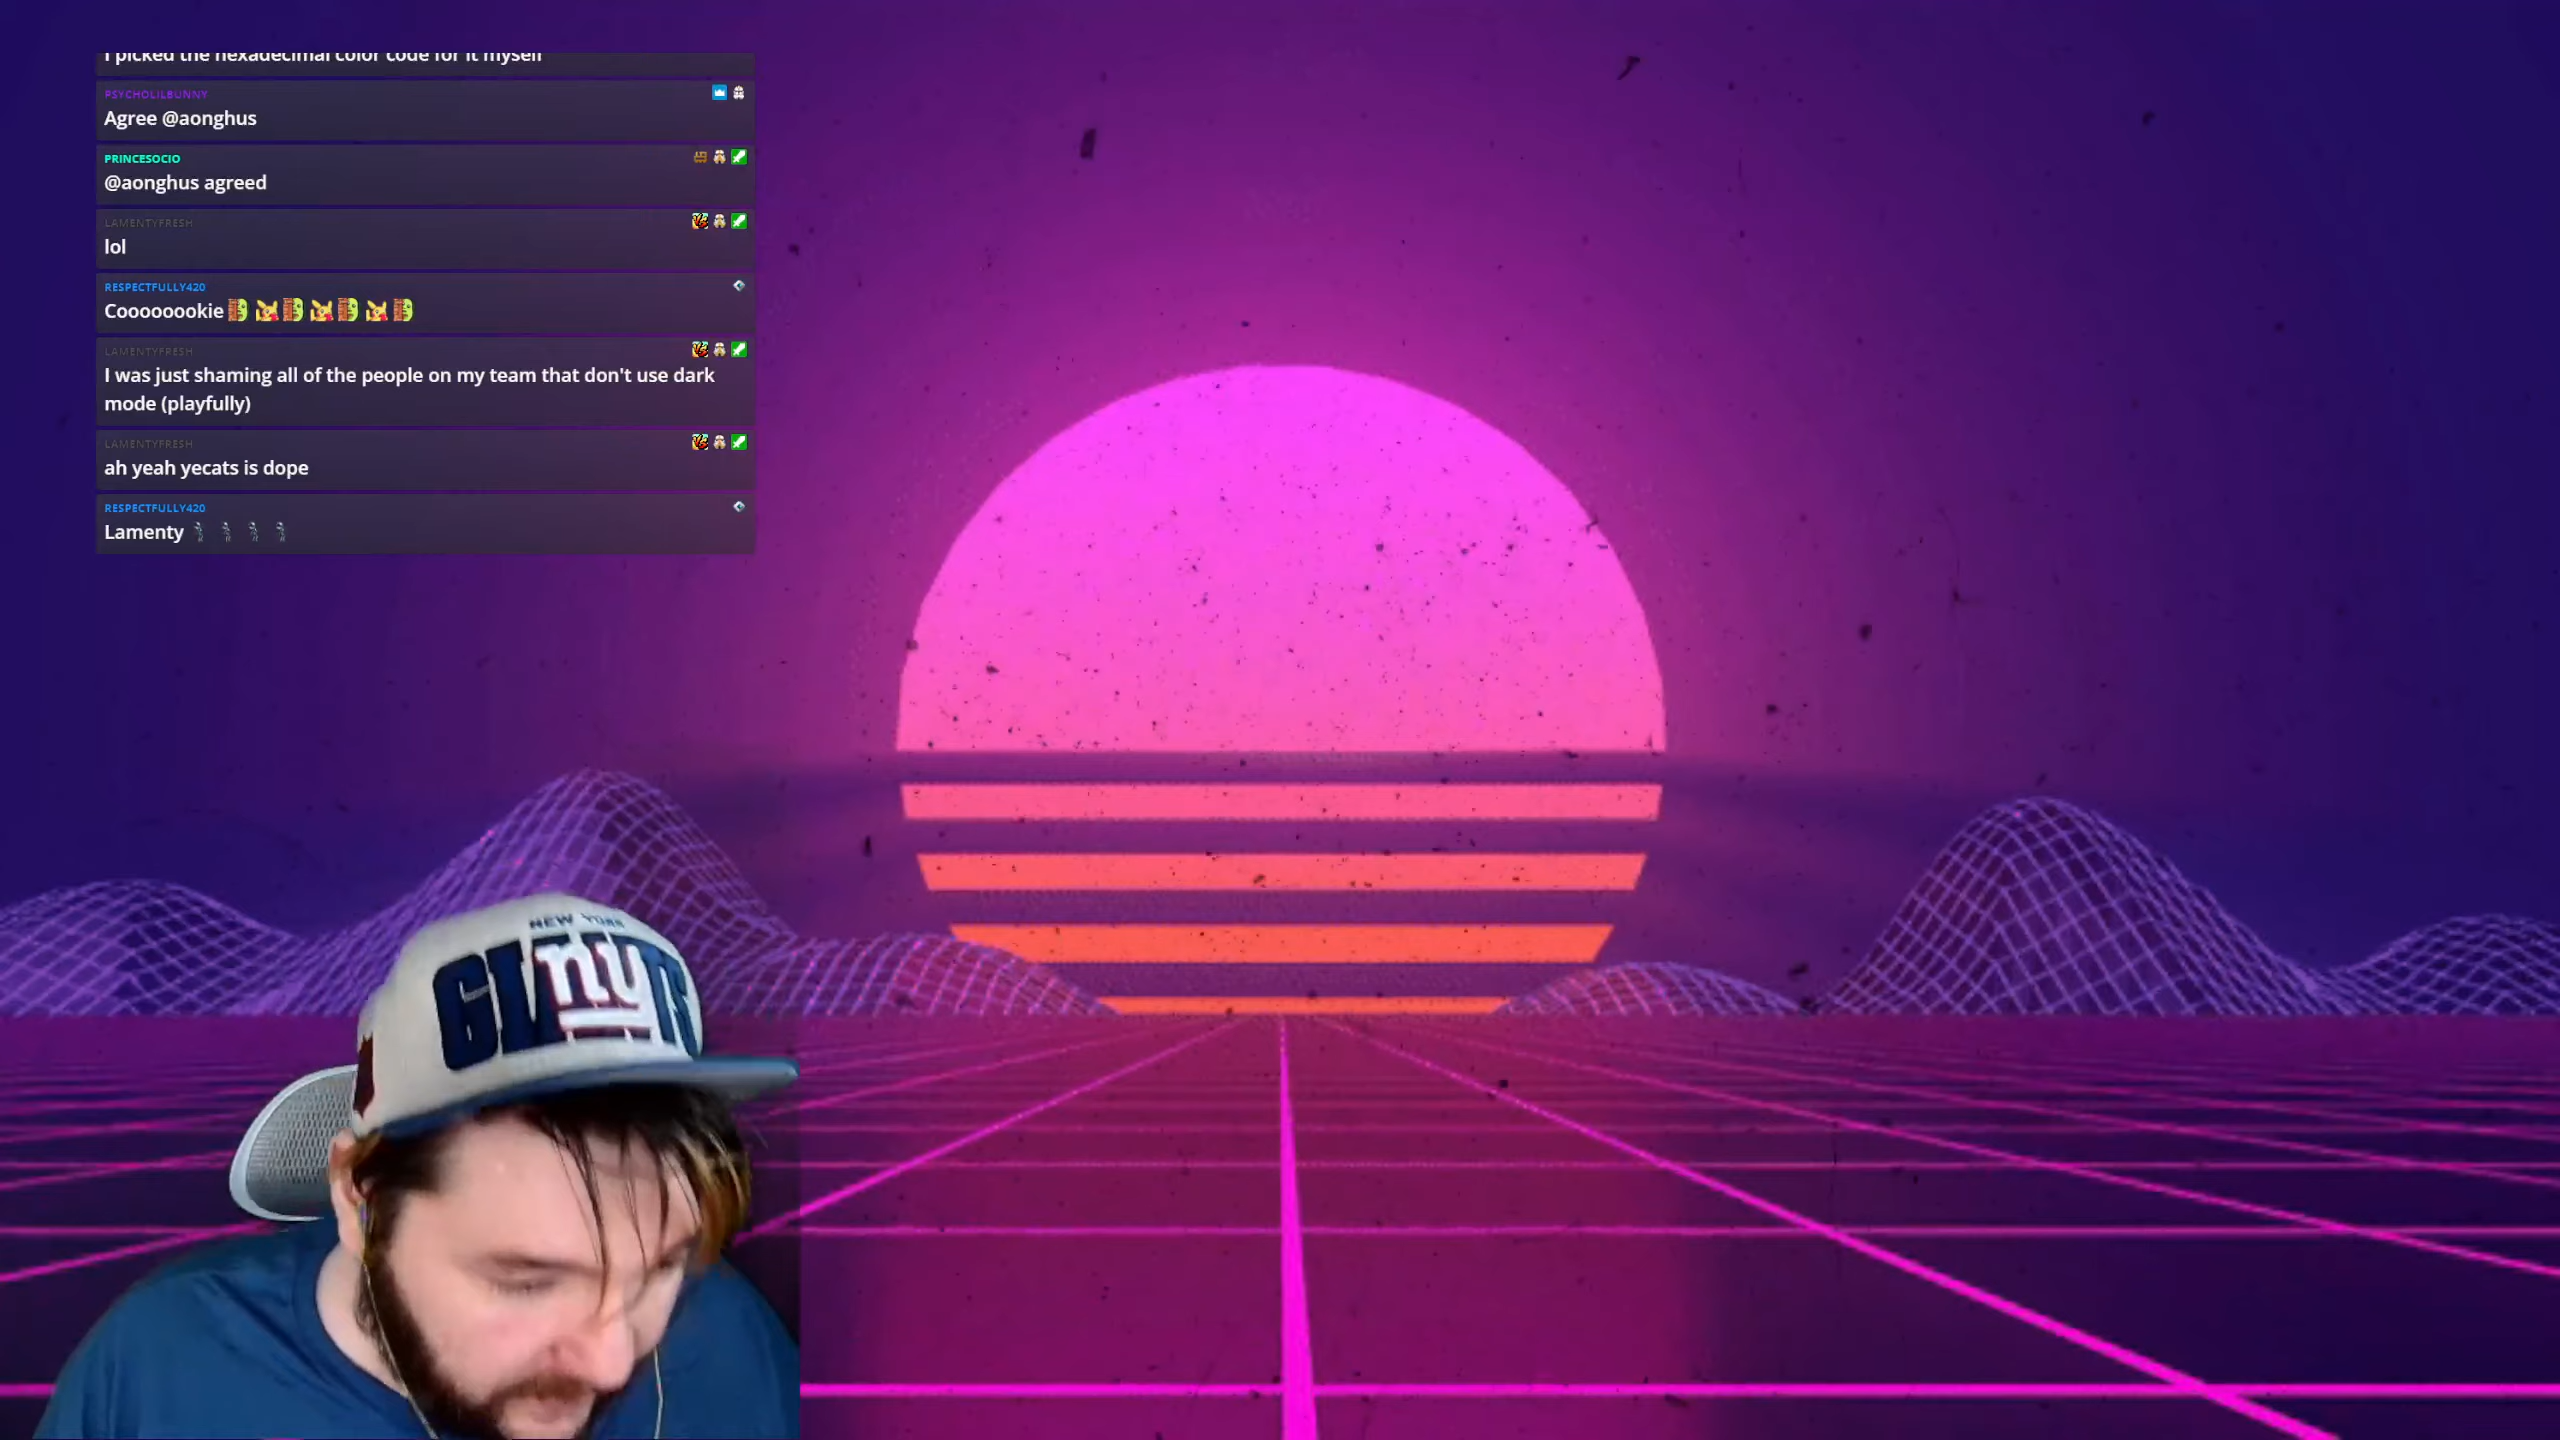 I picked the hexadecimal color code for it myself
PSYCHOLILBUNNY
Agree @aonghus
PRINCESOCIO
@aonghus agreed
LAMENTYFRESH
lol
RESPECTFULLY420
Coooooookie
LAMENTYFRESH
I was just shaming all of the people on my team that don't use dark
mode (playfully)
LAMENTYFRESH
ah yeah yecats is dope
RESPECTFULLY420
Lamenty
NEW YORK
GIANTS
ny